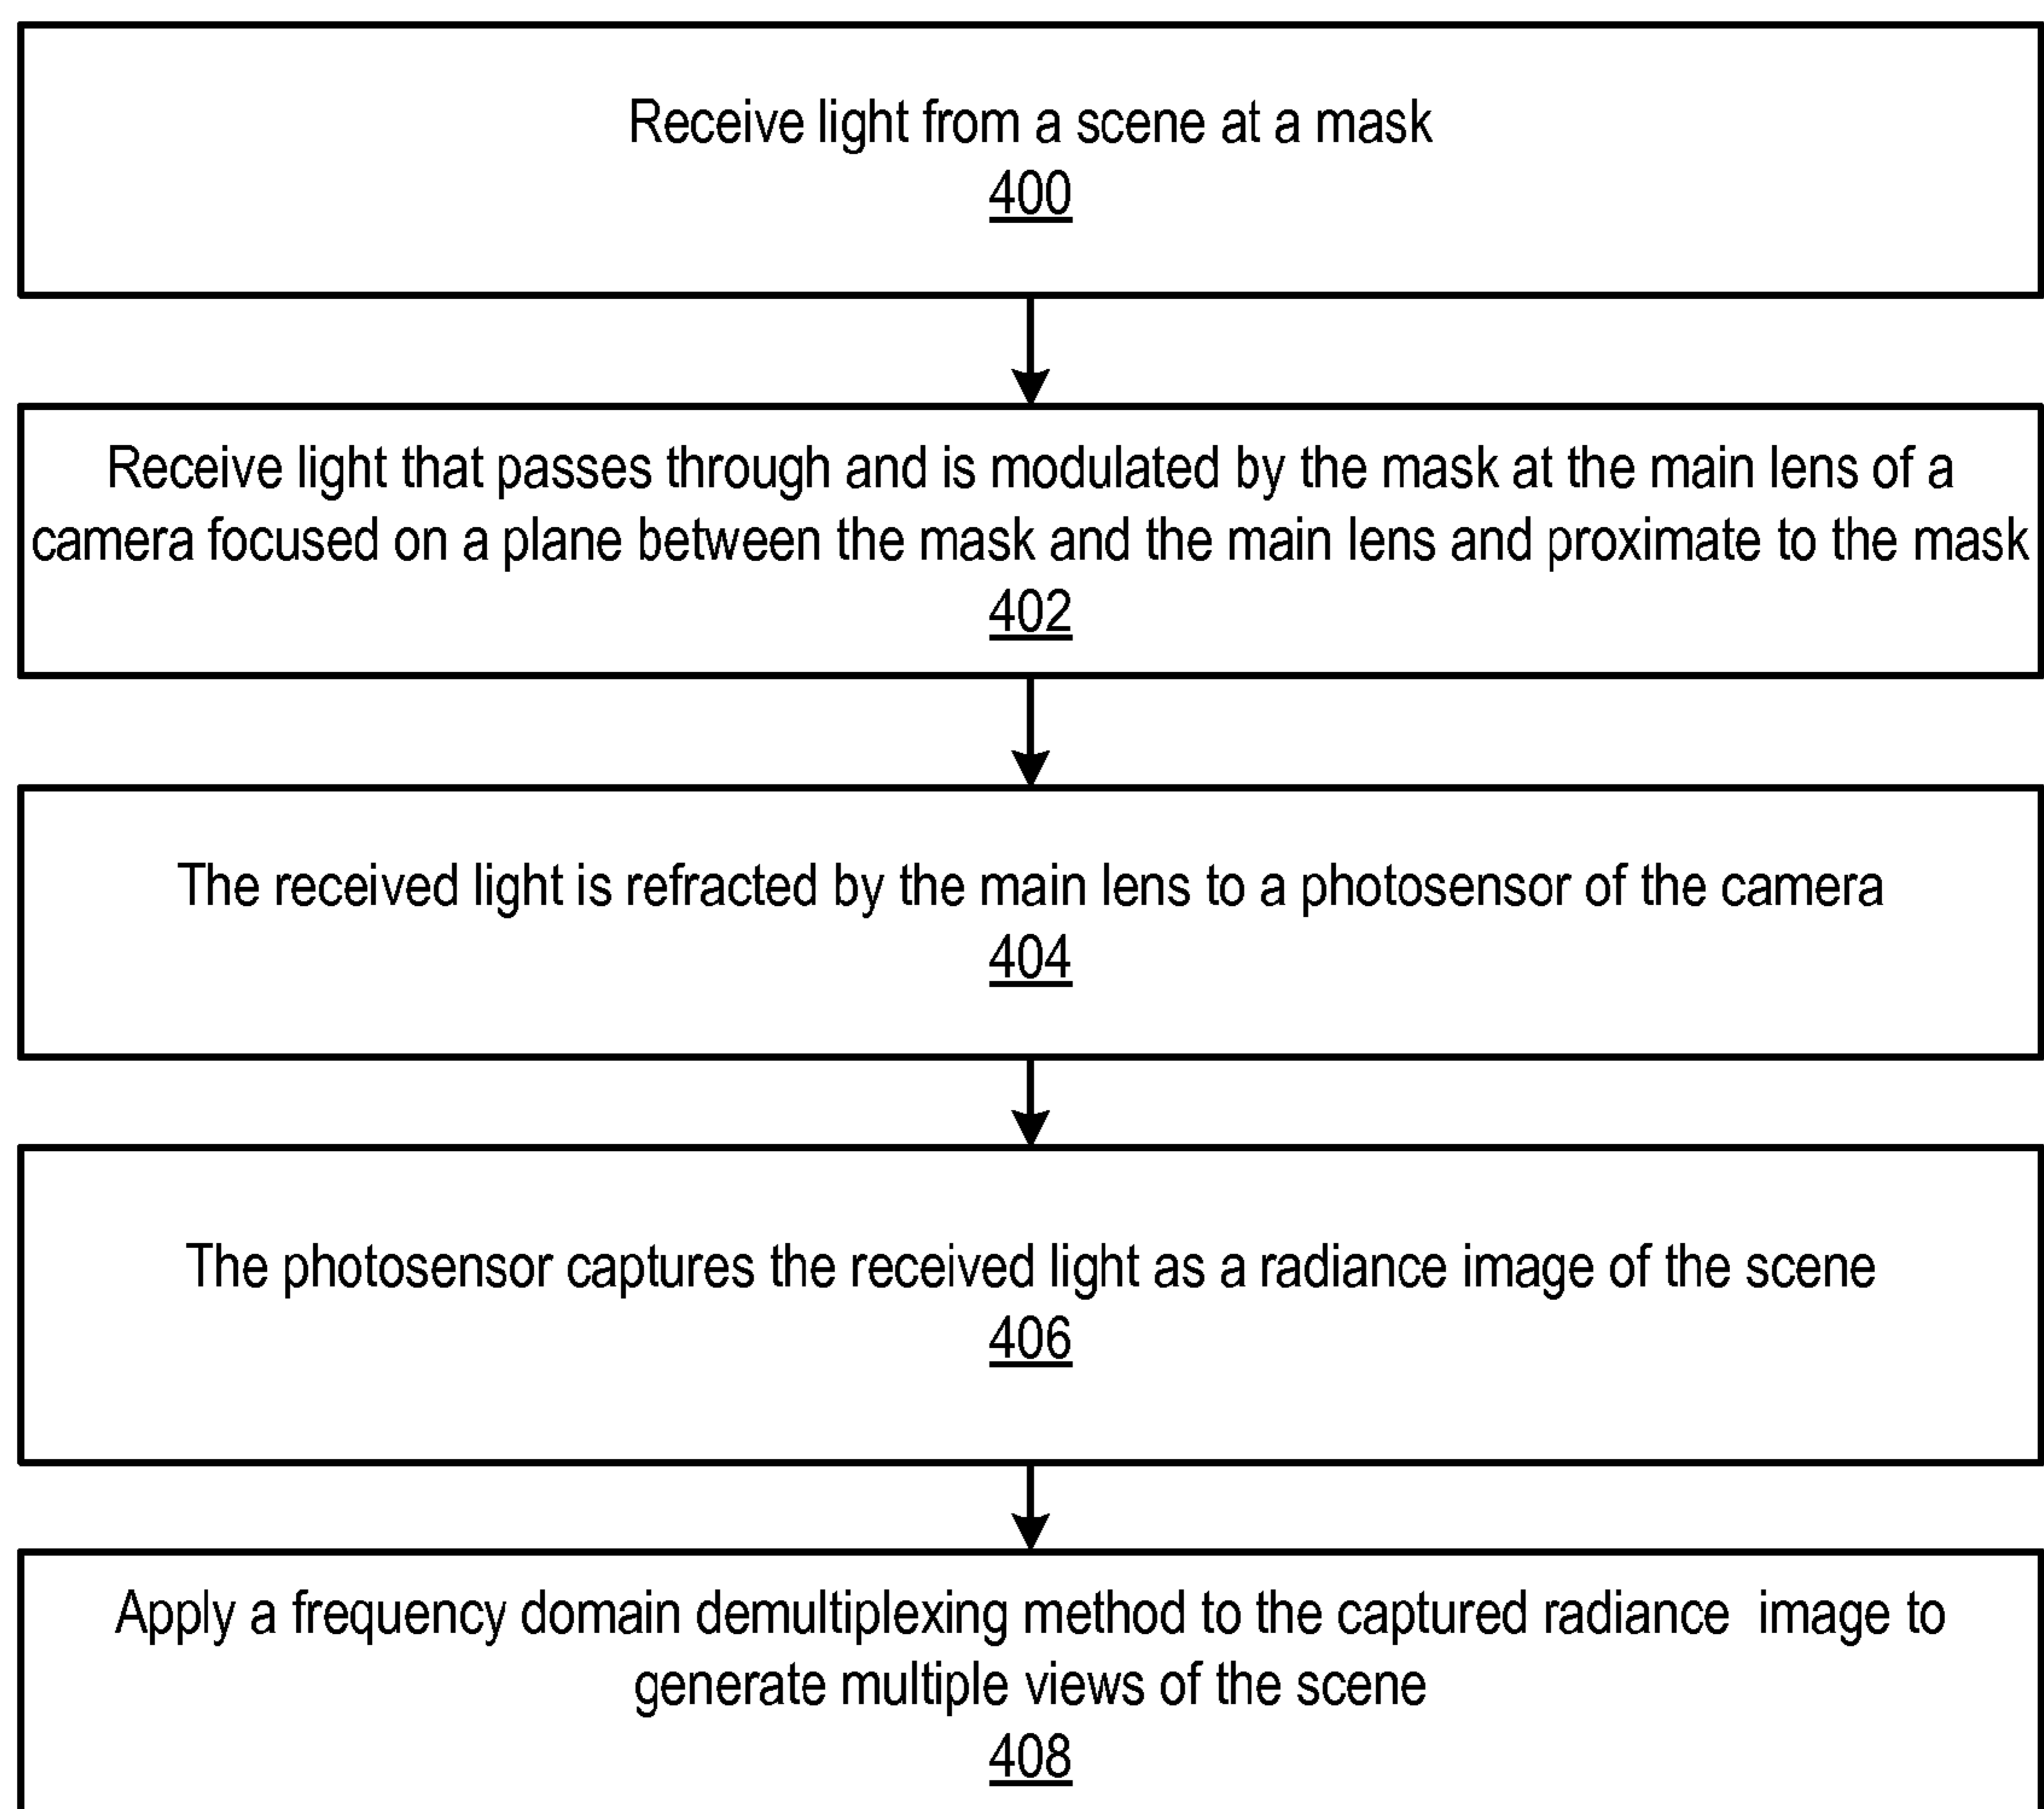 Receive light from a scene at a mask
400
Receive light that passes through and is modulated by the mask at the main lens of a
camera focused on a plane between the mask and the main lens and proximate to the mask
402
The received light is refracted by the main lens to a photosensor of the camera
404
The photosensor captures the received light as a radiance image of the scene
406
Apply a frequency domain demultiplexing method to the captured radiance image to
generate multiple views of the scene
408